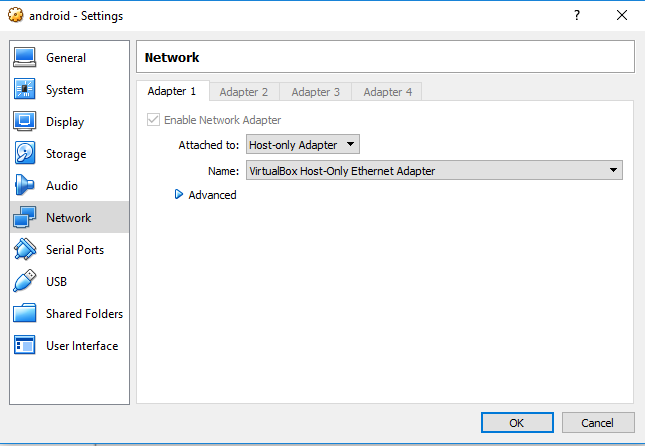 android - Settings
General
System
Display
Storage
Audio
Network
Serial Ports
USB
Shared Folders
User Interface
Network
Adapter 1 Adapter 2 Adapter 3 Adapter 4
Enable Network Adapter
Attached to: Host-only Adapter
Name: VirtualBox Host-Only Ethernet Adapter
Advanced
OK Cancel